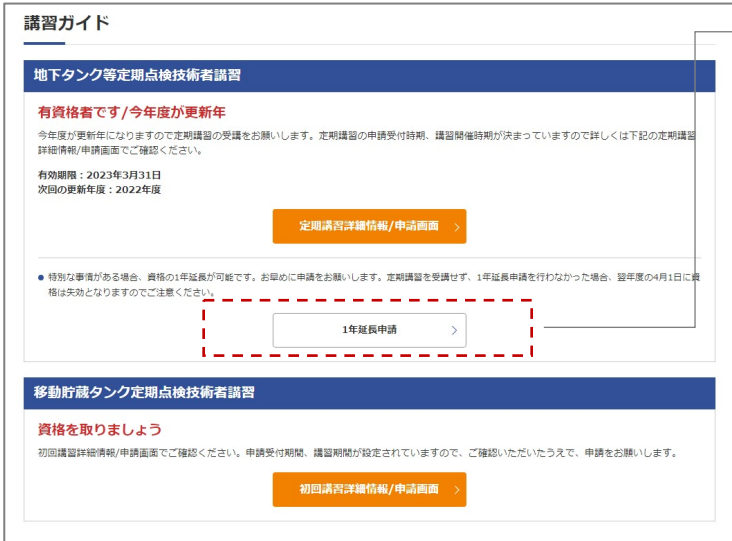 講習ガイド
地下タンク等定期点検技術者講習
有資格者です/今年度が更新年
今年度が更新年になりますので定期講習の受講をお願いします。定期講習の申請受付時期、講習開催時期が決まっていますので詳しくは下記の定期講習
詳細情報/申請画面でご確認ください。
有効期限：2023年3月31日
次回の更新年度：2022年度
定期講習詳細情報/申請画面
● 特別な事情がある場合、資格の1年延長が可能です。お早めに申請をお願いします。定期講習を受講せず、1年延長申請を行わなかった場合、翌年度の4月1日に資
格は失効となりますのでご注意ください。
1年延長申請
移動貯蔵タンク定期点検技術者講習
資格を取りましょう
初回講習詳細情報/申請画面でご確認ください。申請受付期間、講習期間が設定されていますので、ご確認いただいたうえで、申請をお願いします。
初回講習詳細情報/申請画面